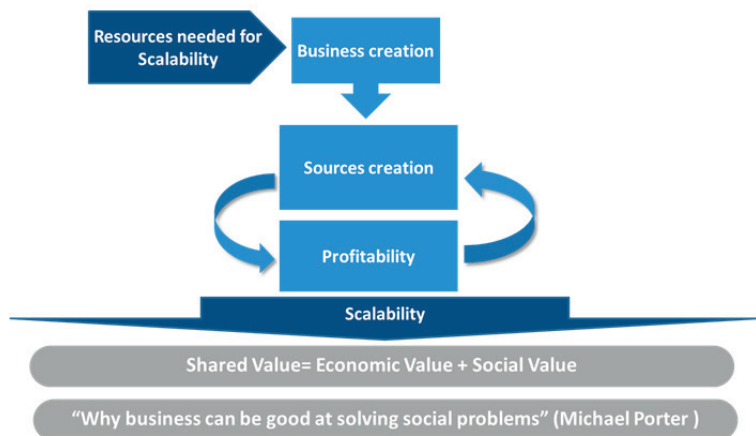 Resources needed for
Scalability
Business creation
Sources creation
Profitability
Scalability
Shared Value= Economic Value + Social Value
“Why business can be good at solving social problems” (Michael Porter )